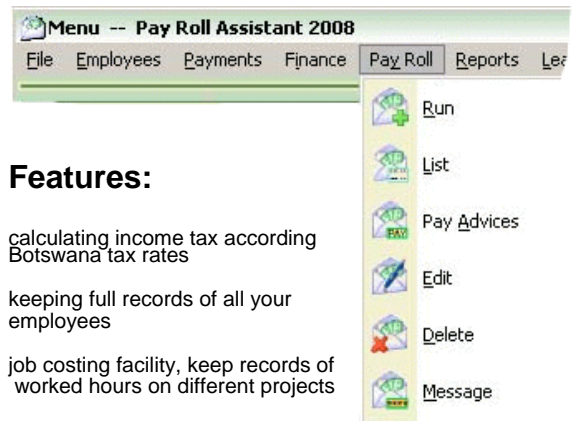 Menu -- Pay Roll Assistant 2008
File Employees Payments Finance Pay Roll Reports Lea
Run
List
Pay Advices
Edit
Delete
Message
Features:
calculating income tax according
Botswana tax rates
keeping full records of all your
employees
job costing facility, keep records of
worked hours on different projects